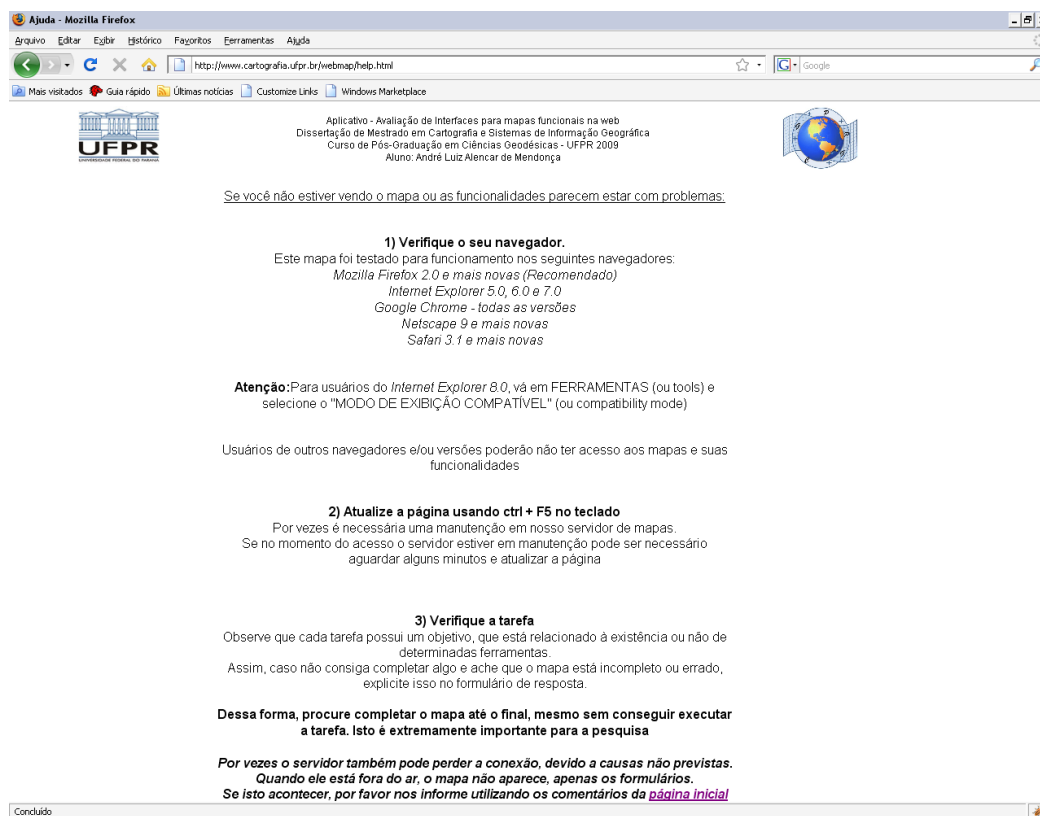 Ajuda - Mozilla Firefox
Arquivo Editar Exibir Histórico Favoritos Ferramentas Ajuda
http://www.cartografia.ufpr.br/webmap/help.html
Google
Mais visitados Guia rápido Últimas notícias Customize Links Windows Marketplace
UFPR
UNIVERSIDADE FEDERAL DO PARANÁ
Aplicativo - Avaliação de Interfaces para mapas funcionais na web
Dissertação de Mestrado em Cartografia e Sistemas de Informação Geográfica
Curso de Pós-Graduação em Ciências Geodésicas - UFPR 2009
Aluno: André Luiz Alencar de Mendonça
Se você não estiver vendo o mapa ou as funcionalidades parecem estar com problemas:
1) Verifique o seu navegador.
Este mapa foi testado para funcionamento nos seguintes navegadores:
Mozilla Firefox 2.0 e mais novas (Recomendado)
Internet Explorer 5.0, 6.0 e 7.0
Google Chrome - todas as versões
Netscape 9 e mais novas
Safari 3.1 e mais novas
Atenção:Para usuários do Internet Explorer 8.0, vá em FERRAMENTAS (ou tools) e
selecione o "MODO DE EXIBIÇÃO COMPATÍVEL" (ou compatibility mode)
Usuários de outros navegadores e/ou versões poderão não ter acesso aos mapas e suas
funcionalidades
2) Atualize a página usando ctrl + F5 no teclado
Por vezes é necessária uma manutenção em nosso servidor de mapas.
Se no momento do acesso o servidor estiver em manutenção pode ser necessário
aguardar alguns minutos e atualizar a página
3) Verifique a tarefa
Observe que cada tarefa possui um objetivo, que está relacionado à existência ou não de
determinadas ferramentas.
Assim, caso não consiga completar algo e ache que o mapa está incompleto ou errado,
explicite isso no formulário de resposta.
Dessa forma, procure completar o mapa até o final, mesmo sem conseguir executar
a tarefa. Isto é extremamente importante para a pesquisa
Por vezes o servidor também pode perder a conexão, devido a causas não previstas.
Quando ele está fora do ar, o mapa não aparece, apenas os formulários.
Se isto acontecer, por favor nos informe utilizando os comentários da página inicial
Concluído